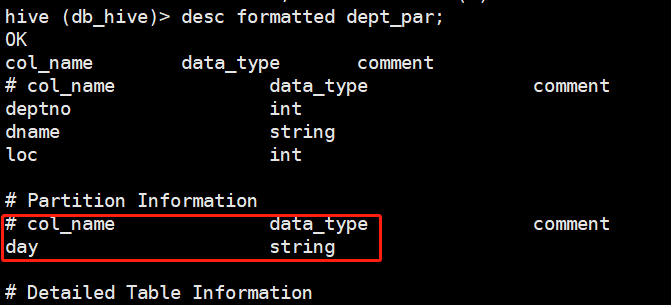 hive (db_hive)> desc formatted dept_par;
OK
col_name data_type comment
# col_name data_type comment
deptno int
dname string
loc int
# Partition Information
# col_name data_type comment
day string
# Detailed Table Information